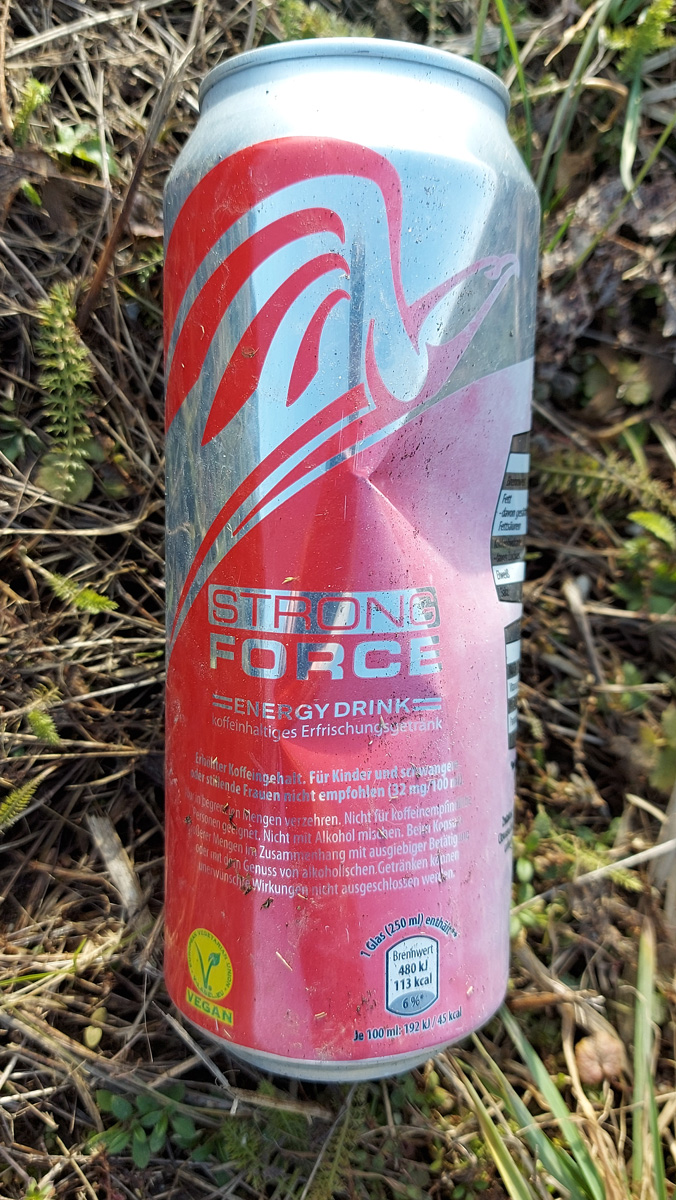 STRONG
FORCE
ENERGY DRINK
koffeinhaltiges Erfrischungsgetränk
Erhöhter Koffeingehalt. Für Kinder und schwangere
oder stillende Frauen nicht empfohlen (32 mg/100 ml).
In begrenzten Mengen verzehren. Nicht für koffeinempfindliche
Personen geeignet. Nicht mit Alkohol mischen. Beim Konsum
größerer Mengen im Zusammenhang mit ausgiebiger Betätigung
oder mit dem Genuss von alkoholischen Getränken können
unerwünschte Wirkungen nicht ausgeschlossen werden.
VEGAN
1 Glas (250 ml) enthält**
Brennwert
480 kJ
113 kcal
6 %*
Je 100 ml: 192 kJ / 45 kcal
Fett
-davon
Fettsäuren
Eiweiß
Salz